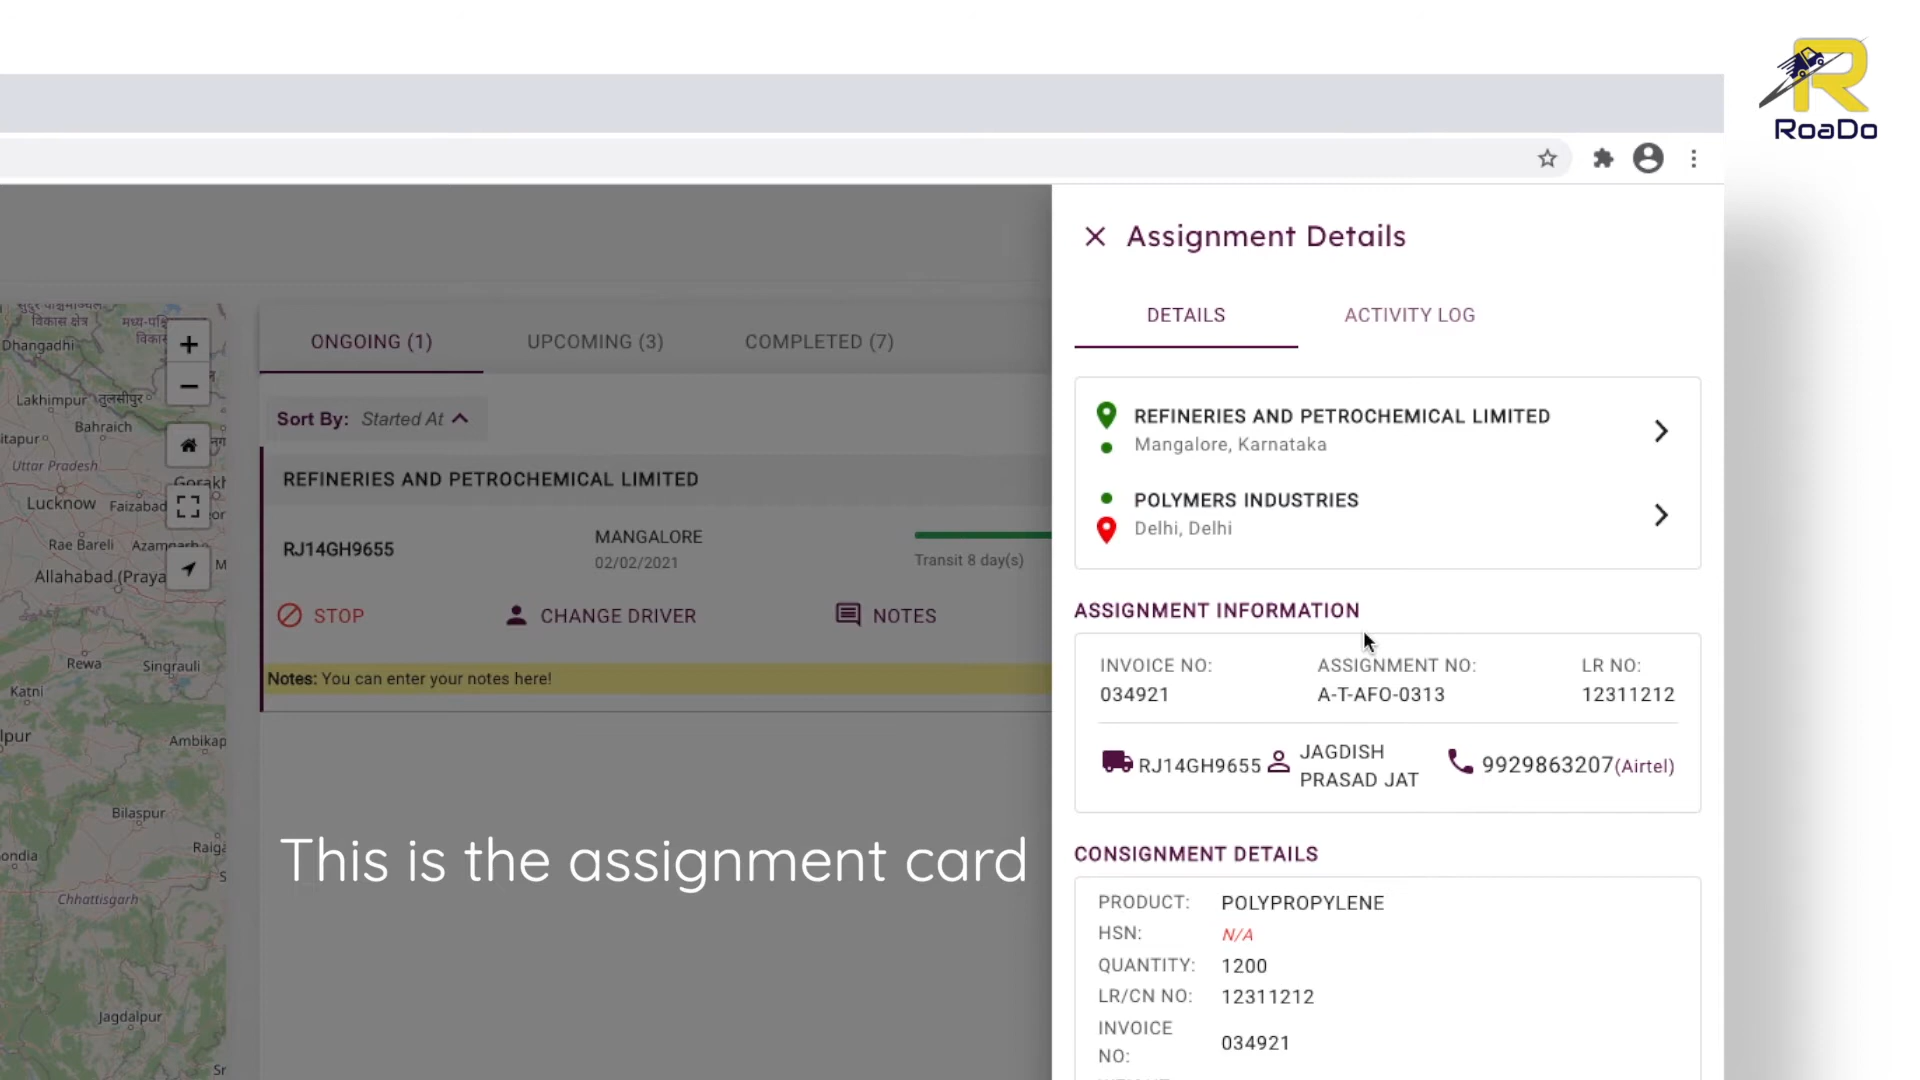 RoaDo
Assignment Details
DETAILS
ACTIVITY LOG
REFINERIES AND PETROCHEMICAL LIMITED
Mangalore, Karnataka
POLYMERS INDUSTRIES
Delhi, Delhi
ASSIGNMENT INFORMATION
INVOICE NO: ASSIGNMENT NO: LR NO:
034921 A-T-AFO-0313 12311212
RJ14GH9655 JAGDISH PRASAD JAT 9929863207(Airtel)
CONSIGNMENT DETAILS
PRODUCT: POLYPROPYLENE
HSN: N/A
QUANTITY: 1200
LR/CN NO: 12311212
INVOICE NO: 034921
ONGOING (1) UPCOMING (3) COMPLETED (7)
Sort By: Started At
REFINERIES AND PETROCHEMICAL LIMITED
RJ14GH9655
MANGALORE
02/02/2021
Transit 8 day(s)
STOP CHANGE DRIVER NOTES
Notes: You can enter your notes here!
This is the assignment card
विकास क्षेत्र
Dhangadhi
Lakhimpur
तुलसीपुर
Bahraich
Uttar Pradesh
Lucknow
Faizabad
Rae Bareli
Allahabad (Praya
Rewa
Singrauli
Katni
Ambikap
Bilaspur
Chhattisgarh
Jagdalpur